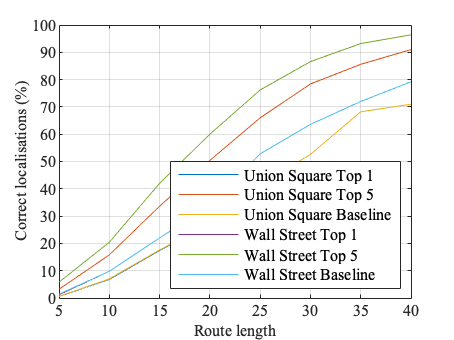 100
90
80
70
60
50
40
30
20
10
0
Correct localisations (%)
Union Square Top 1
Union Square Top 5
Union Square Baseline
Wall Street Top 1
Wall Street Top 5
Wall Street Baseline
5 10 15 20 25 30 35 40
Route length